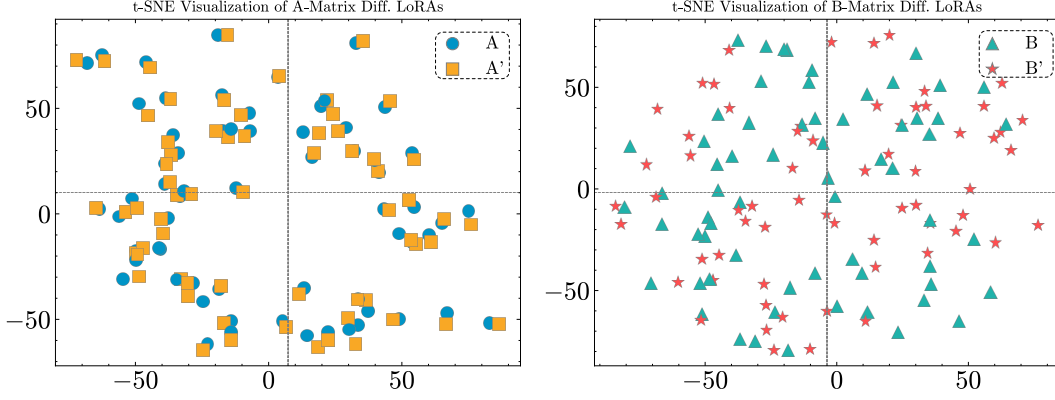 t-SNE Visualization of A-Matrix Diff. LoRAs
A
A'
50
0
−50
−50
0
50
t-SNE Visualization of B-Matrix Diff. LoRAs
B
B'
50
0
−50
−50
0
50